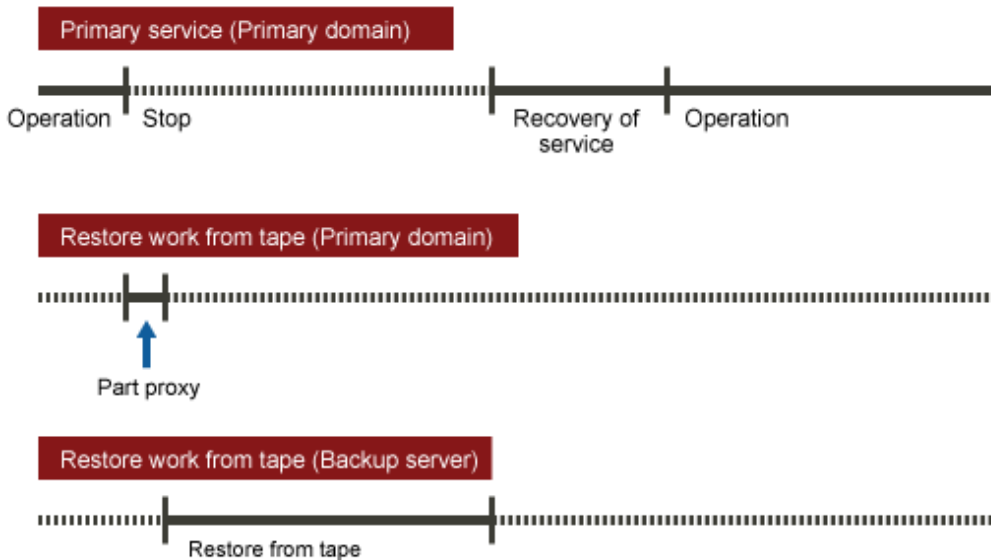 Primary service (Primary domain)
Operation
Stop
Recovery of
service
Operation
Restore work from tape (Primary domain)
Part proxy
Restore work from tape (Backup server)
Restore from tape